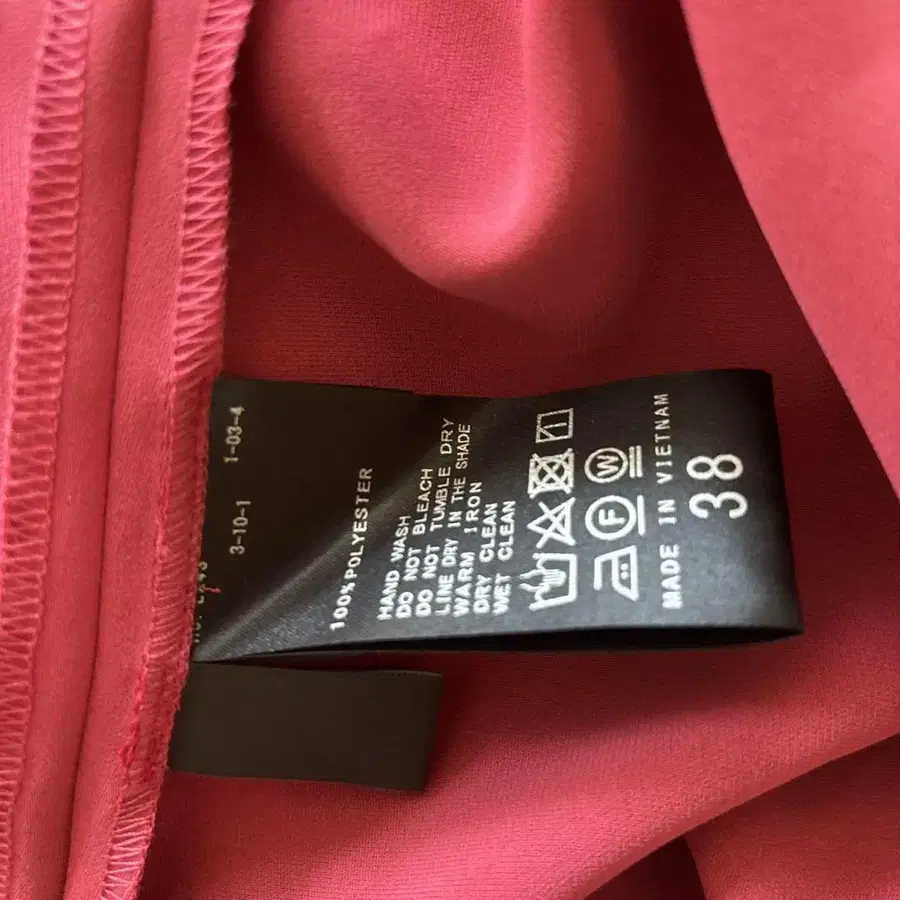 1-03-4
3-10-1
100% POLYESTER
HAND WASH
DO NOT BLEACH
DO NOT TUMBLE DRY
LINE DRY IN THE SHADE
WARM IRON
DRY CLEAN
WET CLEAN
W
F
MADE IN VIETNAM
38